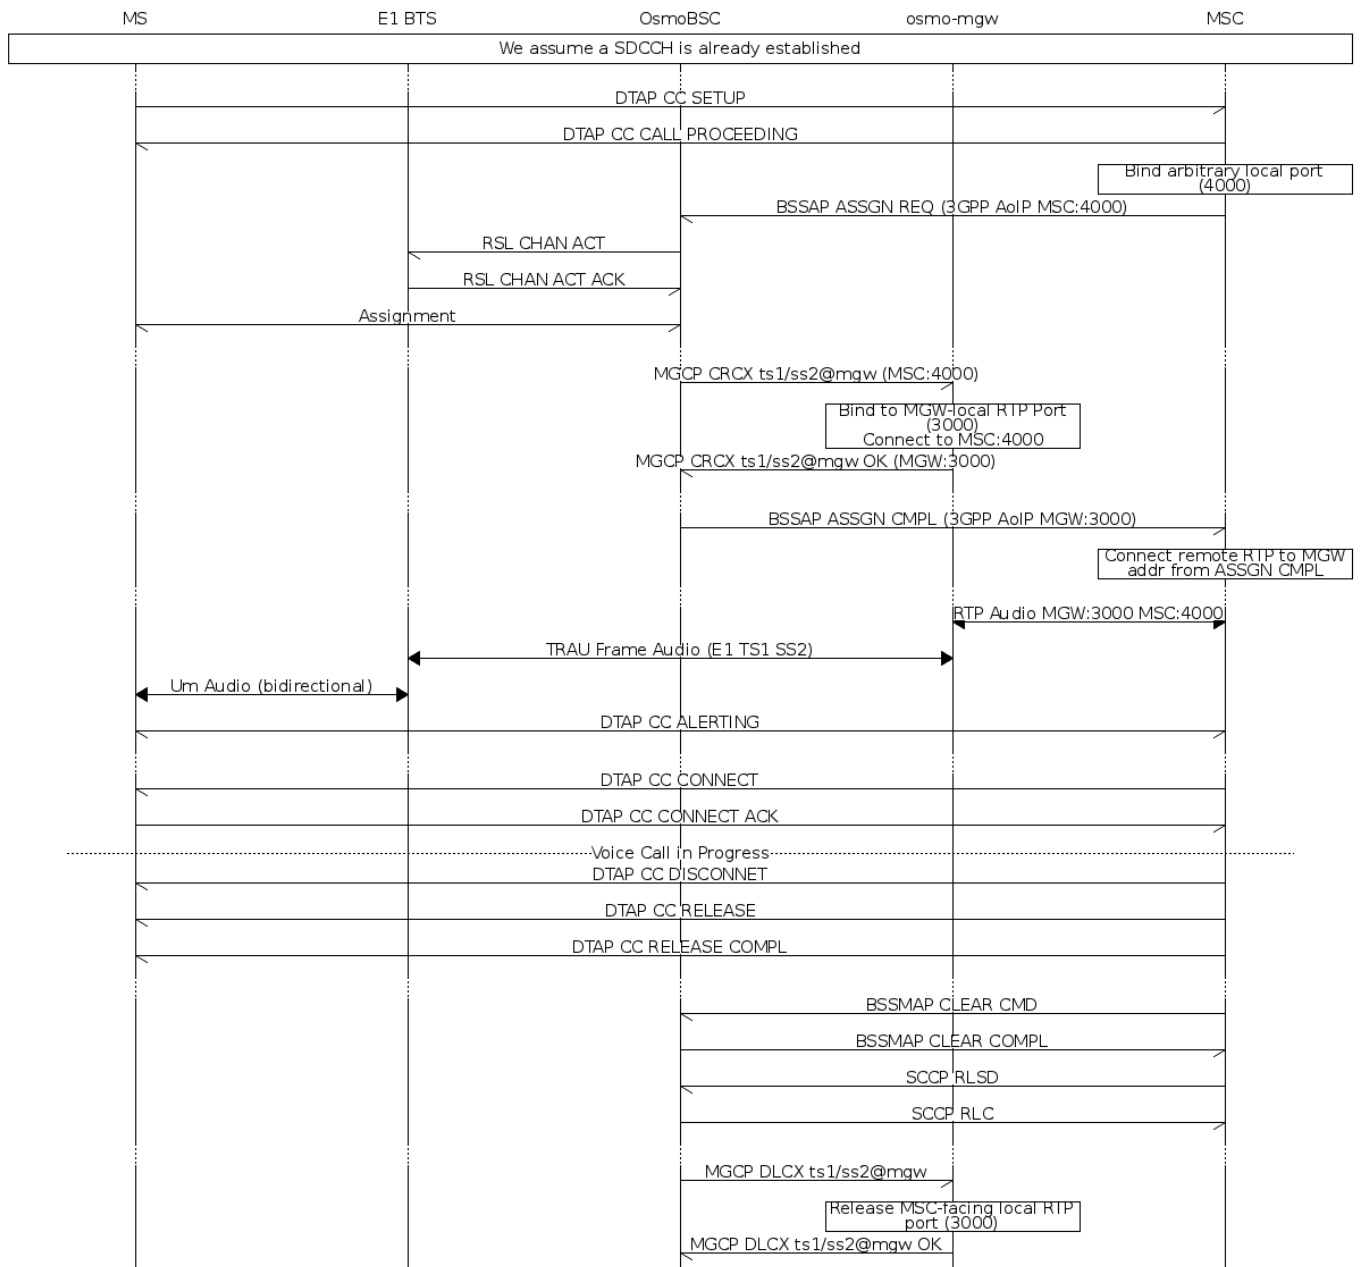 MS E1 BTS OsmoBSC osmo-mgw MSC
We assume a SDCCH is already established
DTAP CC SETUP
DTAP CC CALL PROCEEDING
Bind arbitrary local port
(4000)
BSSAP ASSGN REQ (3GPP AoIP MSC:4000)
RSL CHAN ACT
RSL CHAN ACT ACK
Assignment
MGCP CRCX ts1/ss2@mgw (MSC:4000)
Bind to MGW-local RTP Port
(3000)
Connect to MSC:4000
MGCP CRCX ts1/ss2@mgw OK (MGW:3000)
BSSAP ASSGN CMPL (3GPP AoIP MGW:3000)
Connect remote RTP to MGW
addr from ASSGN CMPL
RTP Audio MGW:3000 MSC:4000
TRAU Frame Audio (E1 TS1 SS2)
Um Audio (bidirectional)
DTAP CC ALERTING
DTAP CC CONNECT
DTAP CC CONNECT ACK
Voice Call in Progress
DTAP CC DISCONNET
DTAP CC RELEASE
DTAP CC RELEASE COMPL
BSSMAP CLEAR CMD
BSSMAP CLEAR COMPL
SCCP RLSD
SCCP RLC
MGCP DLCX ts1/ss2@mgw
Release MSC-facing local RTP
port (3000)
MGCP DLCX ts1/ss2@mgw OK